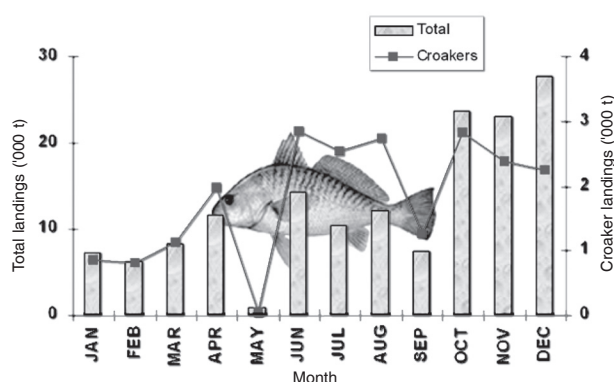 Total
Croakers
30
20
10
0
Total landings ('000 t)
4
3
2
1
0
Croaker landings ('000 t)
JAN FEB MAR APR MAY JUN JUL AUG SEP OCT NOV DEC
Month